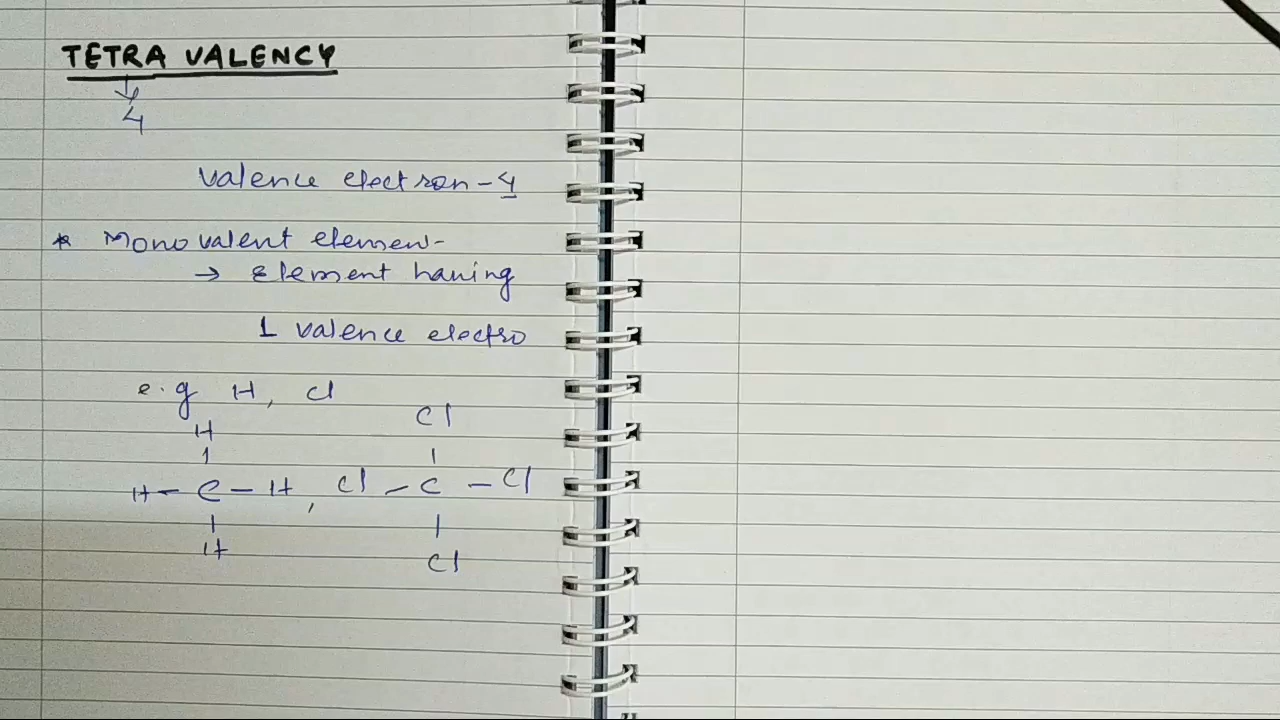 TETRA VALENCY
↓
4
valence electron - 4
* Monovalent element-
→ Element having
1 valence electro
e.g H, Cl
H Cl
| |
H - C - H, Cl - C - Cl
| |
H Cl